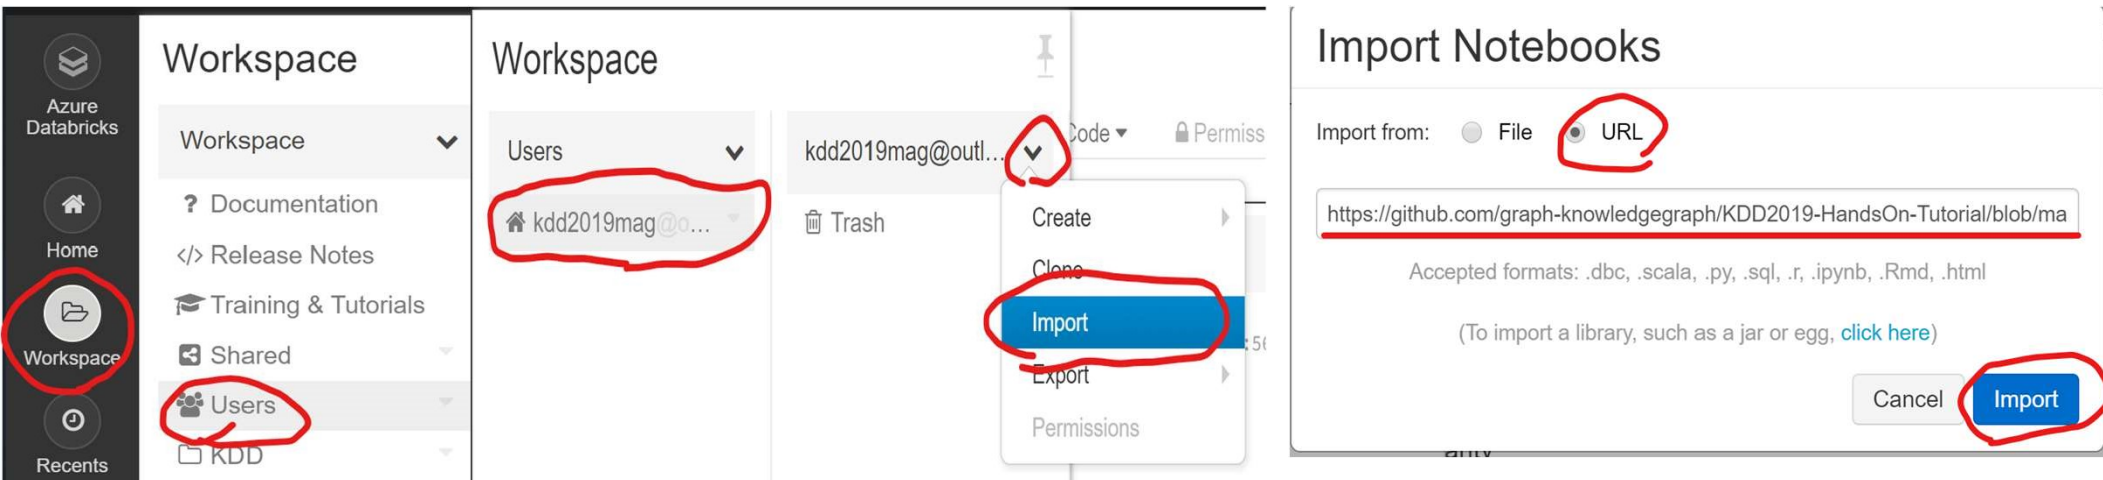 Azure
Databricks
Home
Workspace
Recents
Workspace
Workspace
? Documentation
</> Release Notes
Training & Tutorials
Shared
Users
KDD
Workspace
Users
kdd2019mag@o...
kdd2019mag@outl...
Trash
Code
Permiss
Create
Clone
Import
Export
Permissions
:56
Import Notebooks
Import from: File URL
https://github.com/graph-knowledgegraph/KDD2019-HandsOn-Tutorial/blob/ma
Accepted formats: .dbc, .scala, .py, .sql, .r, .ipynb, .Rmd, .html
(To import a library, such as a jar or egg, click here)
Cancel Import